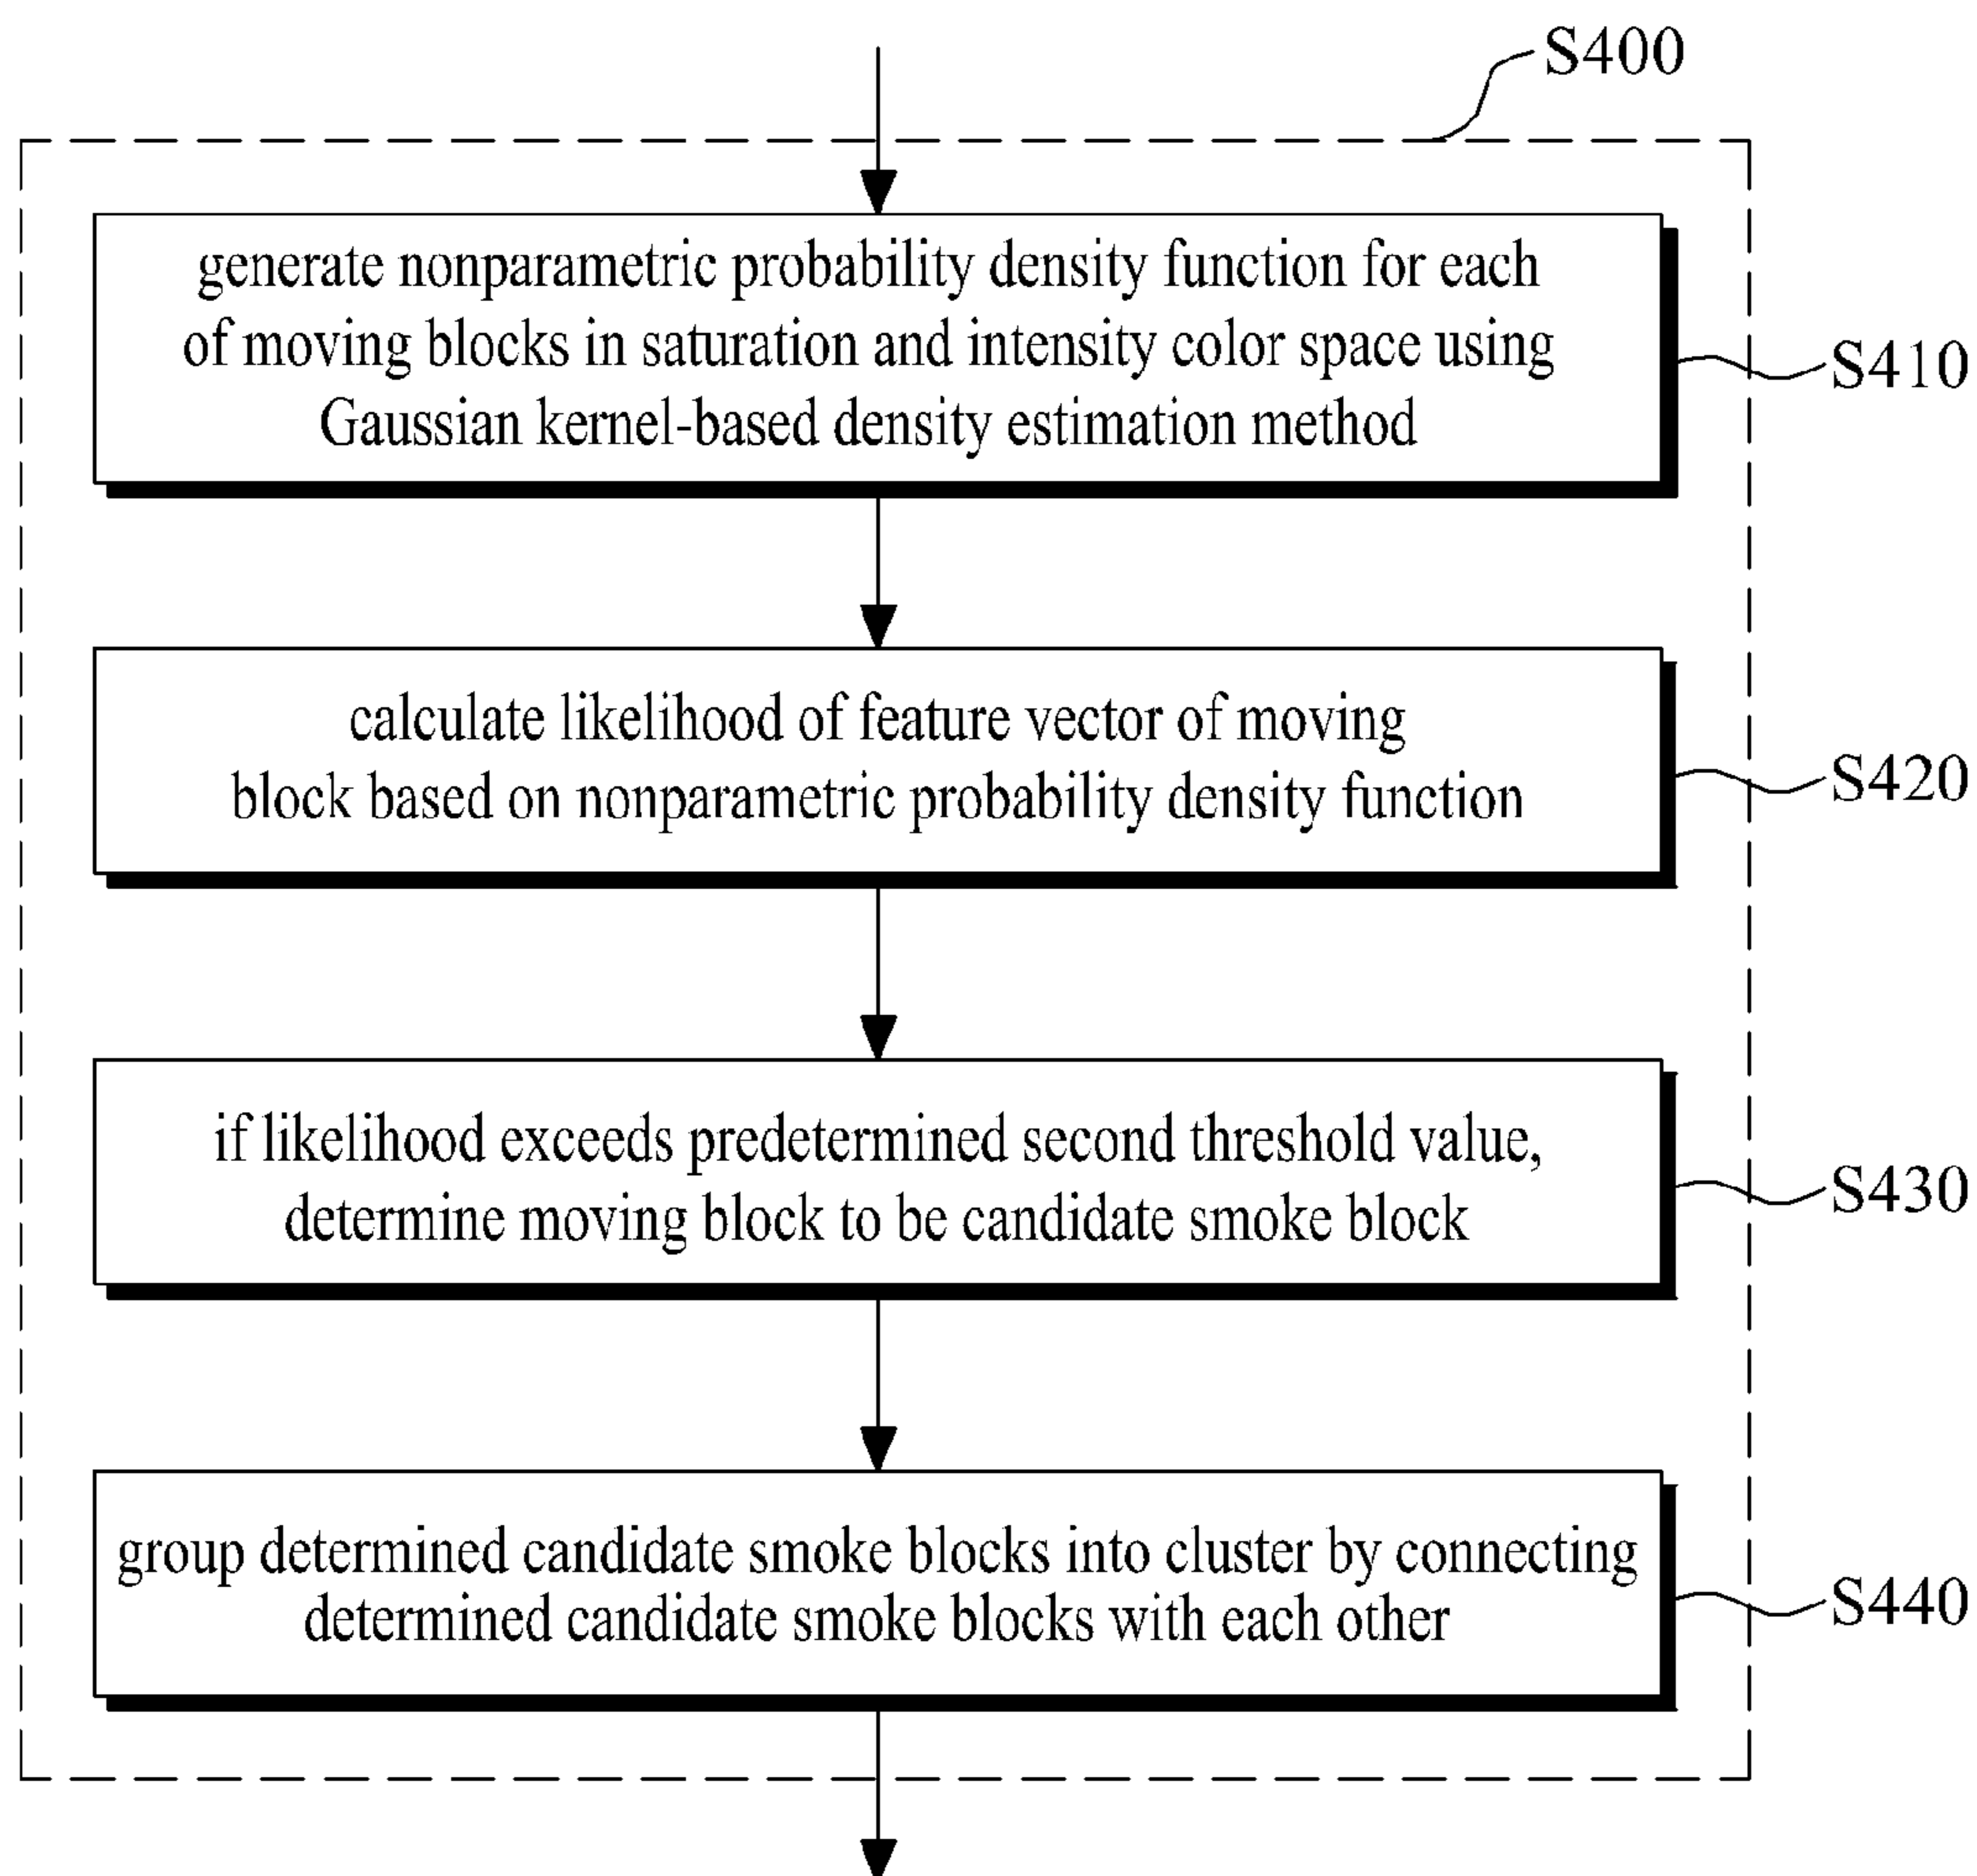 S400
generate nonparametric probability density function for each
of moving blocks in saturation and intensity color space using
Gaussian kernel-based density estimation method
S410
calculate likelihood of feature vector of moving
block based on nonparametric probability density function
S420
if likelihood exceeds predetermined second threshold value,
determine moving block to be candidate smoke block
S430
group determined candidate smoke blocks into cluster by connecting
determined candidate smoke blocks with each other
S440